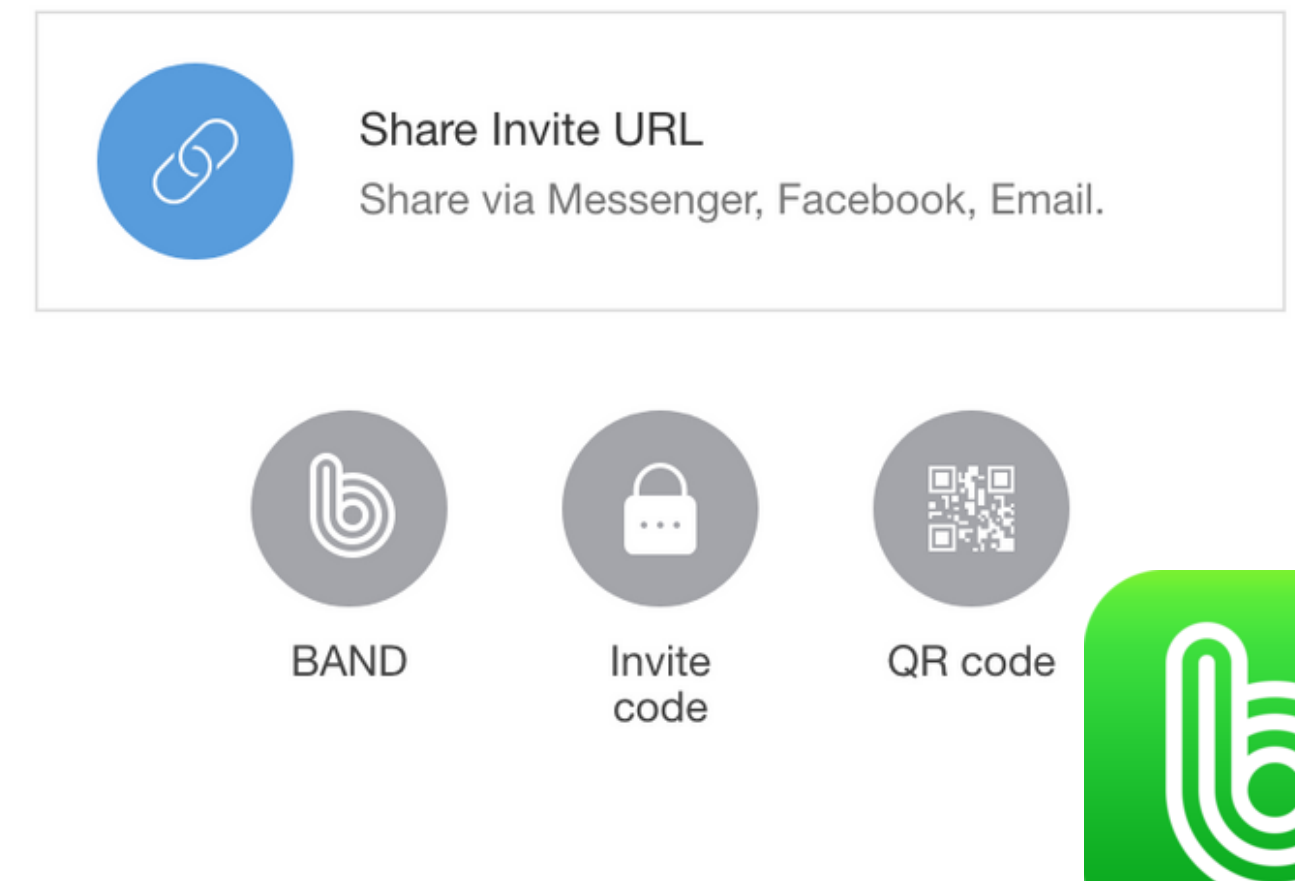 Share Invite URL
Share via Messenger, Facebook, Email.
BAND
Invite
code
QR code